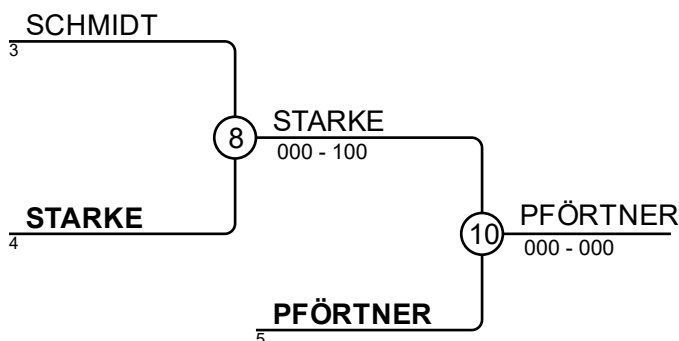 SCHMIDT
3
8
STARKE
000 - 100
STARKE
4
10
PFÖRTNER
000 - 000
PFÖRTNER
5